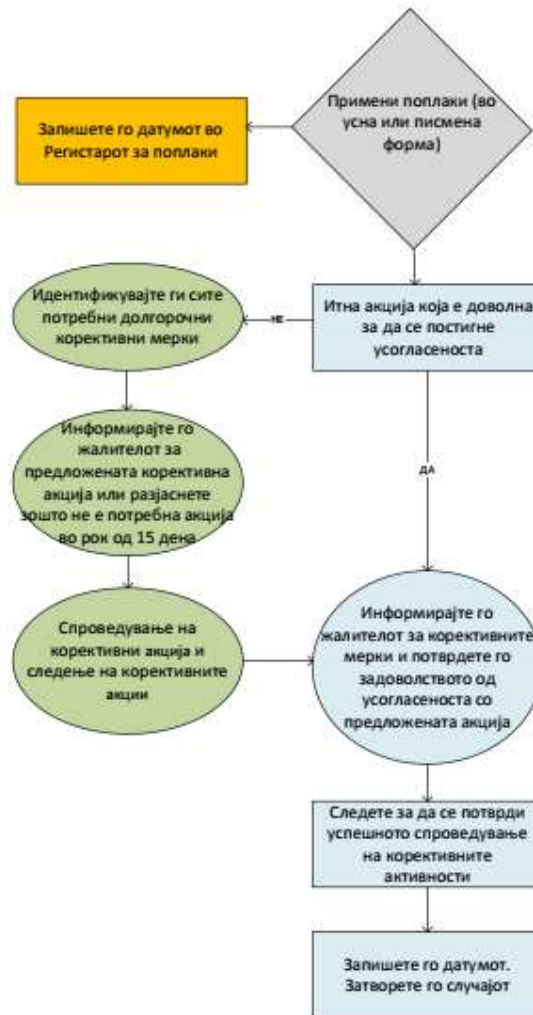 Примени поплаки (во
усна или писмена
форма)
Запишете го датумот во
Регистарот за поплаки
Итна акција која е доволна
за да се постигне
усогласеноста
НЕ
Идентификувајте ги сите
потребни долгорочни
корективни мерки
Информирајте го
жалителот за
предложената корективна
акција или разјаснете
зошто не е потребна акција
во рок од 15 дена
ДА
Спроведување на
корективни акција и
следење на корективните
акции
Информирајте го
жалителот за корективните
мерки и потврдете го
задоволството од
усогласеноста со
предложената акција
Следете за да се потврди
успешното спроведување
на корективните
активности
Запишете го датумот.
Затворете го случајот